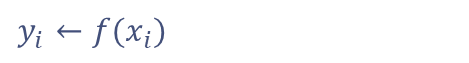 yᵢ ← f(xᵢ)